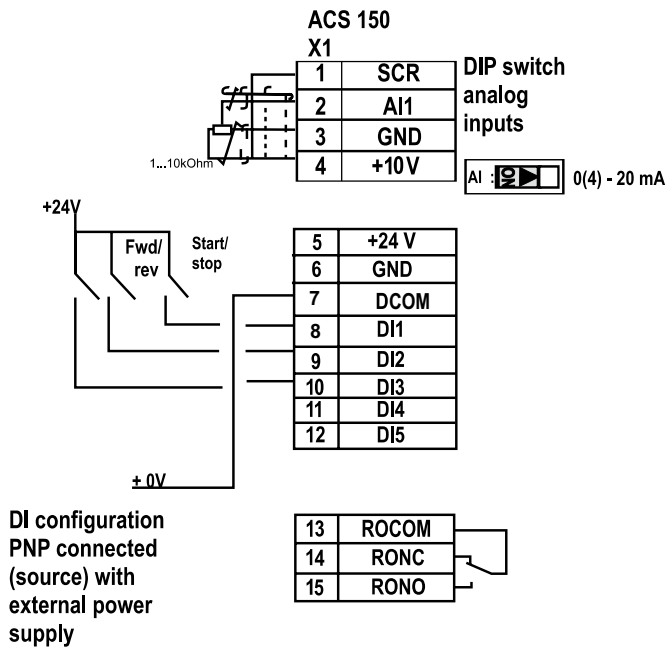 ACS 150
X1
1 SCR
2 AI1
3 GND
4 +10V
DIP switch
analog
inputs
1...10kOhm
AI : ON 0(4) - 20 mA
+24V
Fwd/
rev
Start/
stop
5 +24 V
6 GND
7 DCOM
8 DI1
9 DI2
10 DI3
11 DI4
12 DI5
+ 0V
DI configuration
PNP connected
(source) with
external power
supply
13 ROCOM
14 RONC
15 RONO